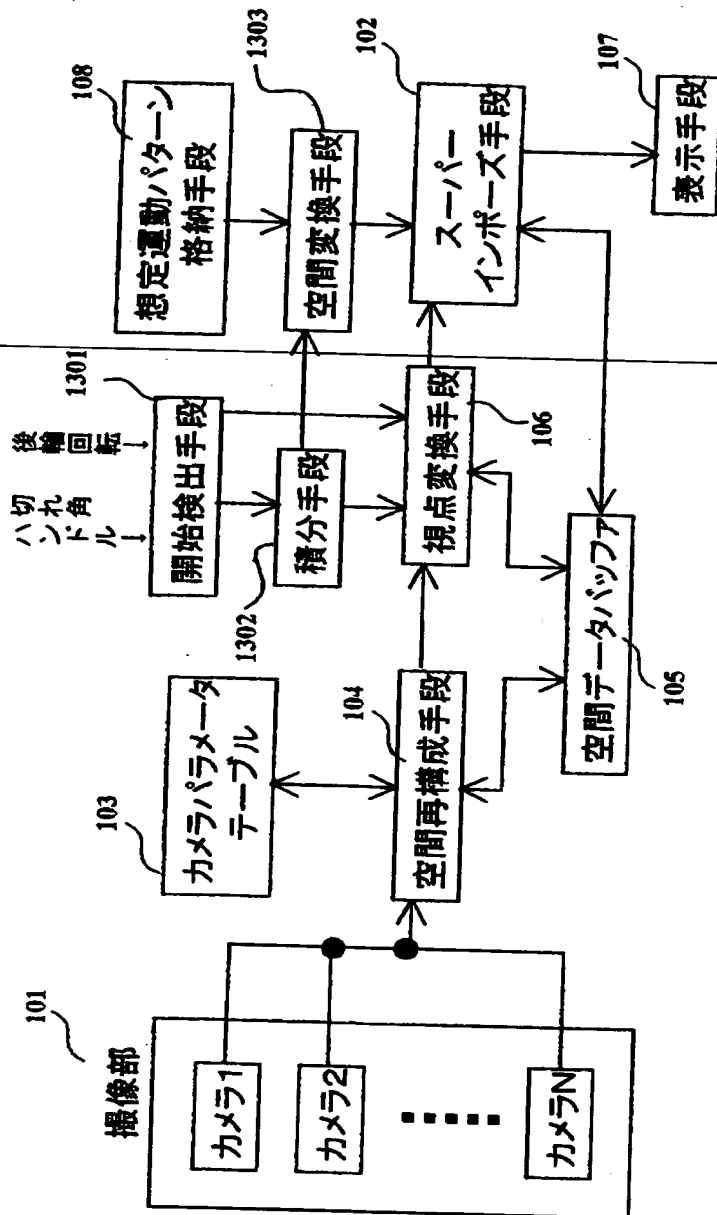 101
撮像部
カメラ1
カメラ2
カメラN
103
カメラパラメータ
テーブル
104
空間再構成手段
ハンドル
切れ角
後輪
回転
1301
開始検出手段
1302
積分手段
視点変換手段
106
空間データバッファ
105
108
想定運動パターン
格納手段
1303
空間変換手段
102
スーパー
インポーズ手段
107
表示手段